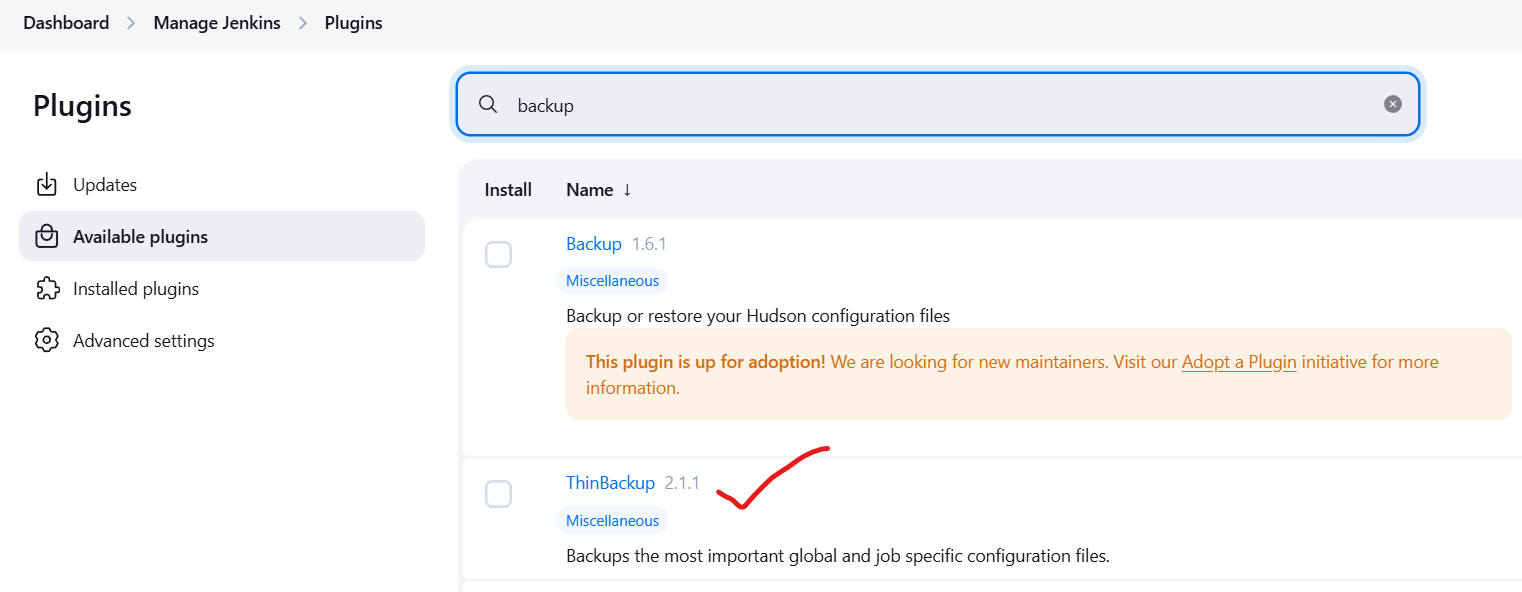 Dashboard > Manage Jenkins > Plugins
Plugins
Updates
Available plugins
Installed plugins
Advanced settings
backup
Install Name ↓
Backup 1.6.1
Miscellaneous
Backup or restore your Hudson configuration files
This plugin is up for adoption! We are looking for new maintainers. Visit our Adopt a Plugin initiative for more
information.
ThinBackup 2.1.1
Miscellaneous
Backups the most important global and job specific configuration files.